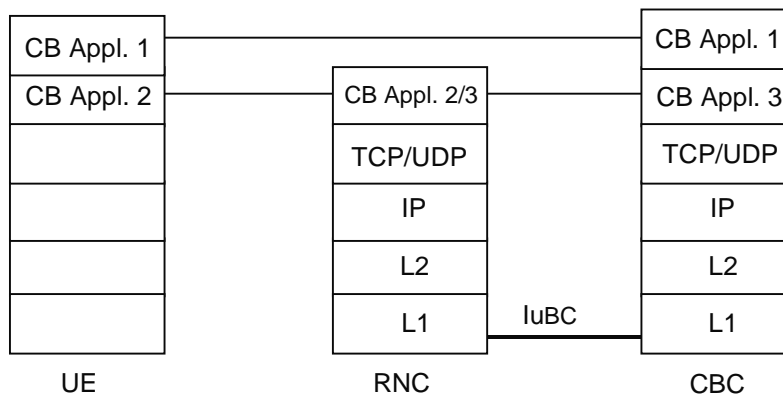 CB Appl. 1
CB Appl. 1
CB Appl. 2
CB Appl. 2/3
CB Appl. 3
TCP/UDP
TCP/UDP
IP
IP
L2
L2
L1
IuBC
L1
UE
RNC
CBC